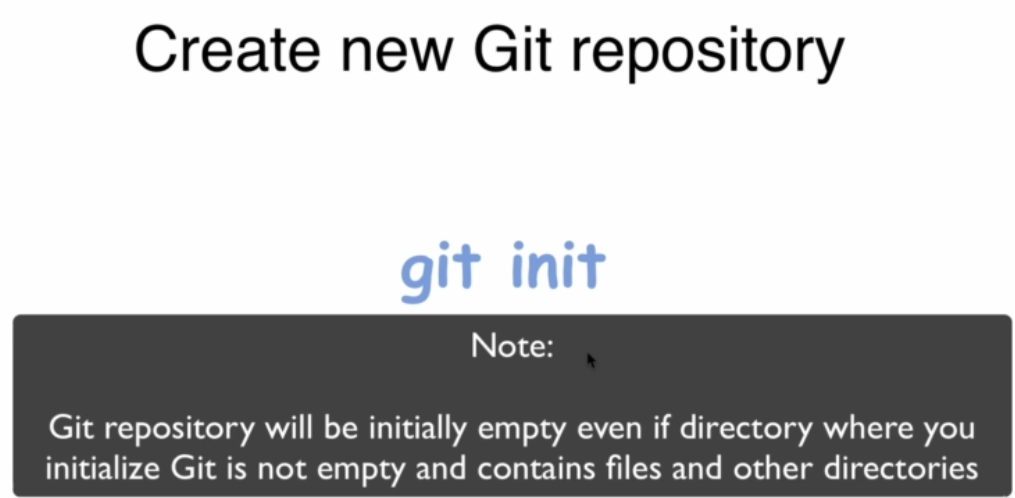 Create new Git repository
git init
Note:
Git repository will be initially empty even if directory where you
initialize Git is not empty and contains files and other directories